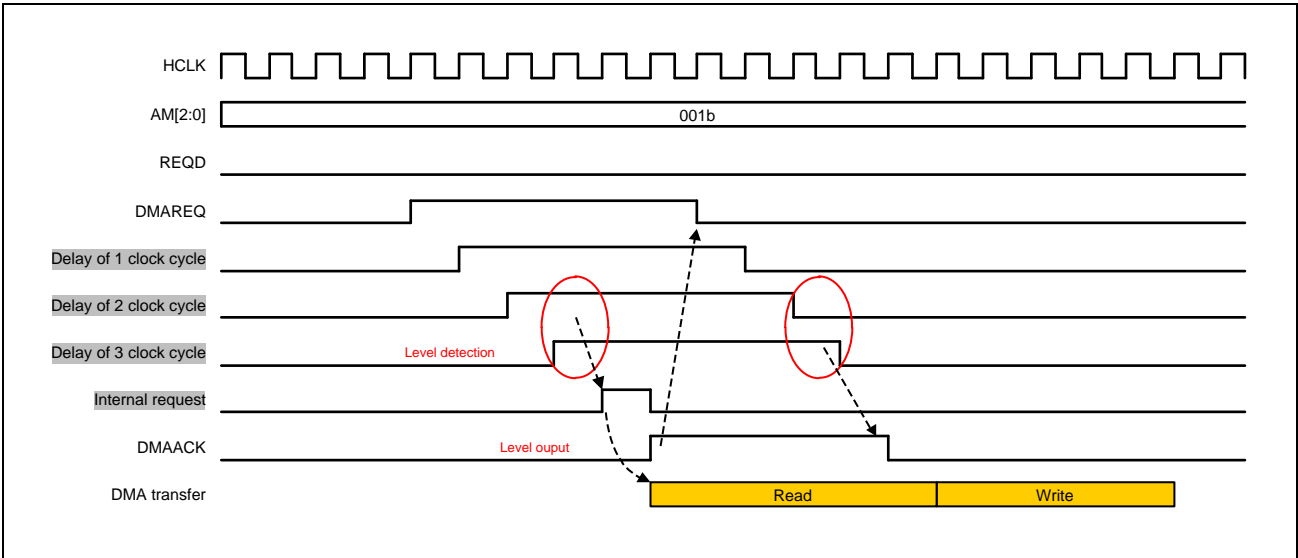 HCLK
AM[2:0]
001b
REQD
DMAREQ
Delay of 1 clock cycle
Delay of 2 clock cycle
Delay of 3 clock cycle
Level detection
Internal request
DMAACK
Level ouput
DMA transfer
Read
Write